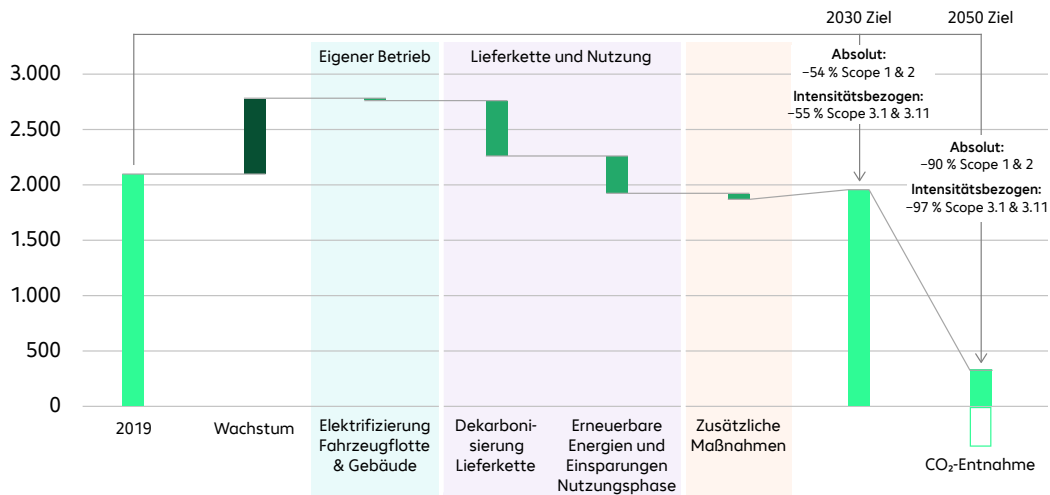 2030 Ziel
2050 Ziel
Eigener Betrieb
Lieferkette und Nutzung
Absolut:
−54 % Scope 1 & 2
Intensitätsbezogen:
−55 % Scope 3.1 & 3.11
Absolut:
−90 % Scope 1 & 2
Intensitätsbezogen:
−97 % Scope 3.1 & 3.11
3.000
2.500
2.000
1.500
1.000
500
0
2019
Wachstum
Elektrifizierung
Fahrzeugflotte
& Gebäude
Dekarboni-
sierung
Lieferkette
Erneuerbare
Energien und
Einsparungen
Nutzungsphase
Zusätzliche
Maßnahmen
CO₂-Entnahme